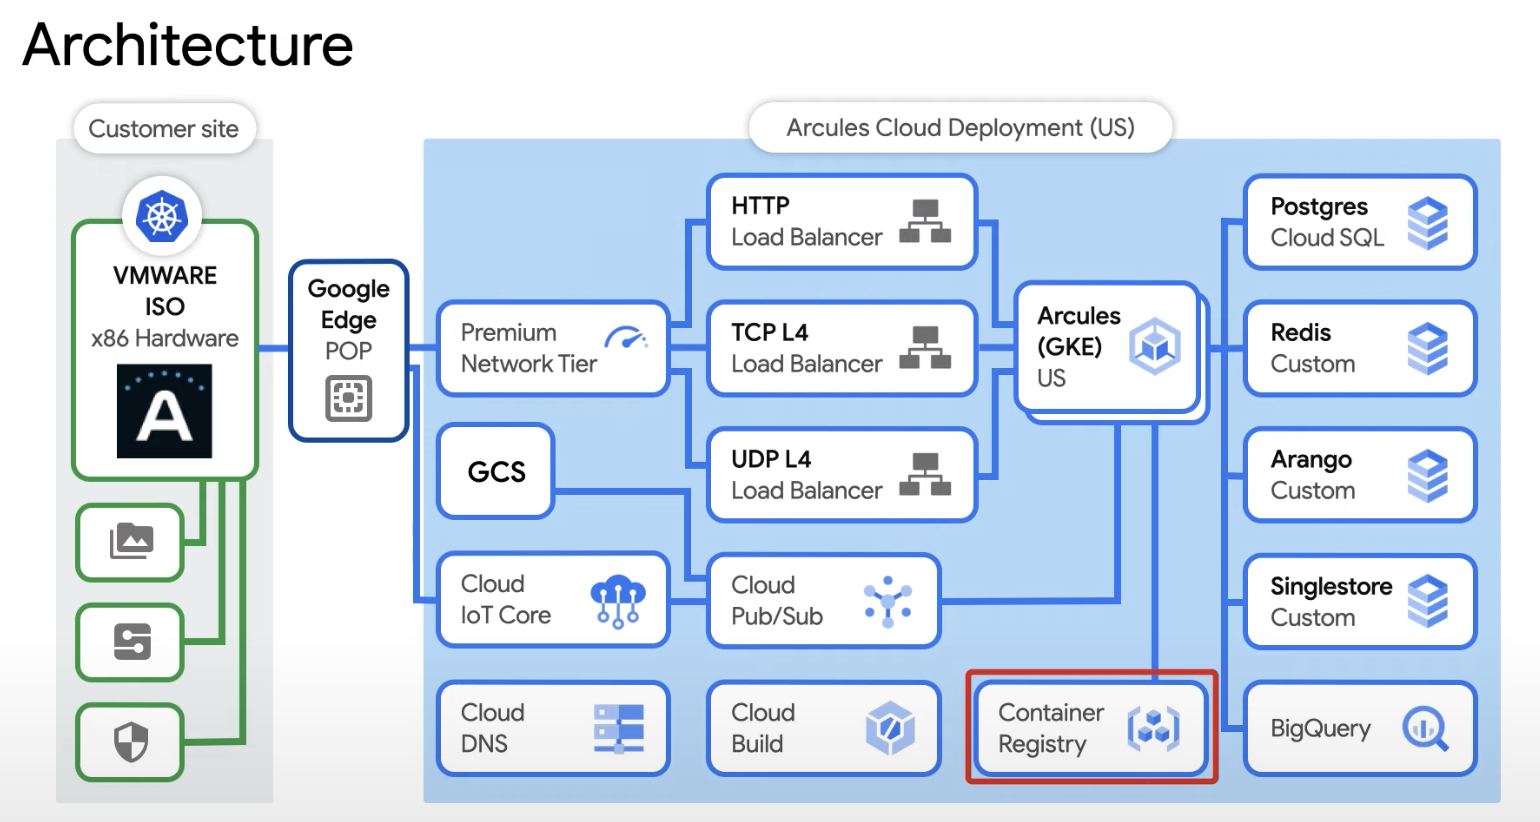 Architecture
Customer site
Arcules Cloud Deployment (US)
VMWARE
ISO
x86 Hardware
A
Google
Edge
POP
Premium
Network Tier
GCS
Cloud
IoT Core
Cloud
DNS
HTTP
Load Balancer
TCP L4
Load Balancer
UDP L4
Load Balancer
Cloud
Pub/Sub
Cloud
Build
Arcules
(GKE)
US
Container
Registry
Postgres
Cloud SQL
Redis
Custom
Arango
Custom
Singlestore
Custom
BigQuery